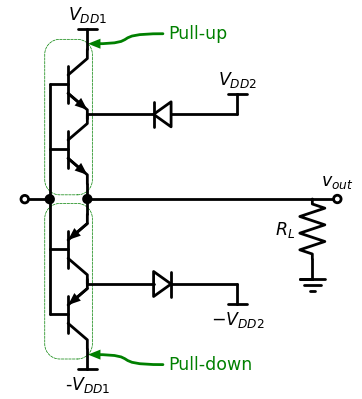 V_DD1
Pull-up
V_DD2
v_out
R_L
−V_DD2
Pull-down
-V_DD1